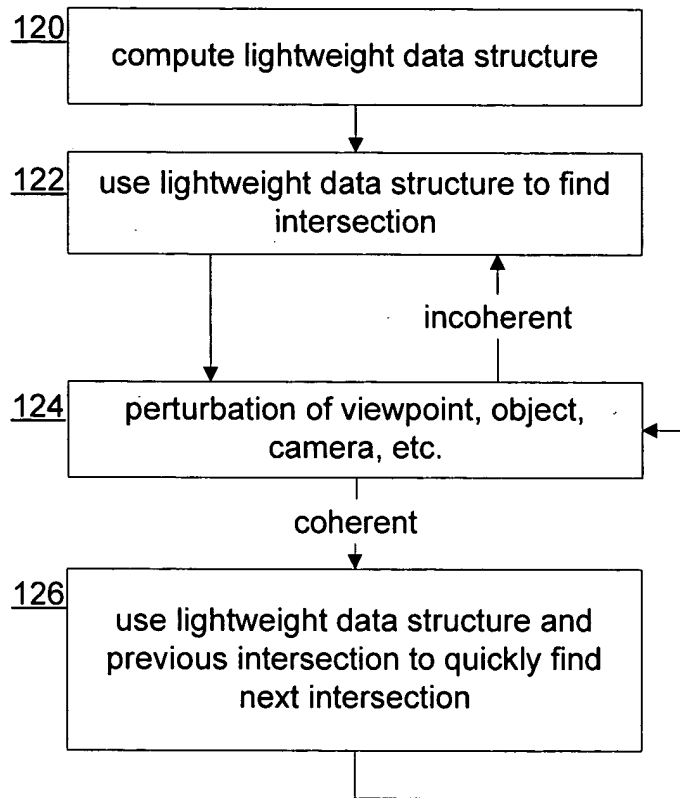 120
compute lightweight data structure
122
use lightweight data structure to find
intersection
incoherent
124
perturbation of viewpoint, object,
camera, etc.
coherent
126
use lightweight data structure and
previous intersection to quickly find
next intersection